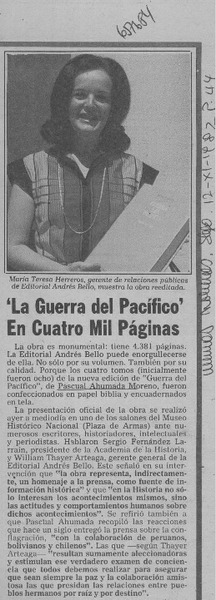 657684
María Teresa Herreros, gerente de relaciones públicas
de Editorial Andrés Bello, muestra la obra reeditada.
'La Guerra del Pacífico'
En Cuatro Mil Páginas
La obra es monumental: tiene 4.381 páginas.
La Editorial Andrés Bello puede enorgullecerse
de ella. No sólo por su volumen. También por su
calidad. Porque los cuatro tomos (inicialmente
fueron ocho) de la nueva edición de "Guerra del Pa-
cífico", de Pascual Ahumada Moreno, fueron
confeccionados en papel biblia y encuadernados
en tela.
La presentación oficial de la obra se realizó
ayer a mediodía en uno de los salones del Museo
Histórico Nacional (Plaza de Armas) ante nu-
merosos escritores, historiadores, intelectuales
y periodistas. Hablaron Sergio Fernández La-
rraín, presidente de la Academia de la Historia,
y William Thayer Arteaga, gerente general de la
Editorial Andrés Bello. Este señaló en su inter-
vención que "la obra representa, indirectamen-
te, un homenaje a la prensa, como fuente de in-
formación histórica" y que "en la Historia no só-
lo interesan los acontecimientos mismos, sino
las actitudes y comportamientos humanos sobre
dichos acontecimientos". Se refirió también a
que Pascual Ahumada recopiló las reacciones
que hace un siglo entregó la prensa sobre la con-
flagración, "con la colaboración de peruanos,
bolivianos y chilenos". Las que —según Thayer
Arteaga— "resultan sumamente aleccionadoras
y estimulan ese verdadero examen de concien-
cia que todos debemos realizar para asegurar
que sean siempre la paz y la colaboración amis-
tosa las que presidan las relaciones entre pue-
blos hermanos por raíz y por destino".
12-XI-1982 P.44